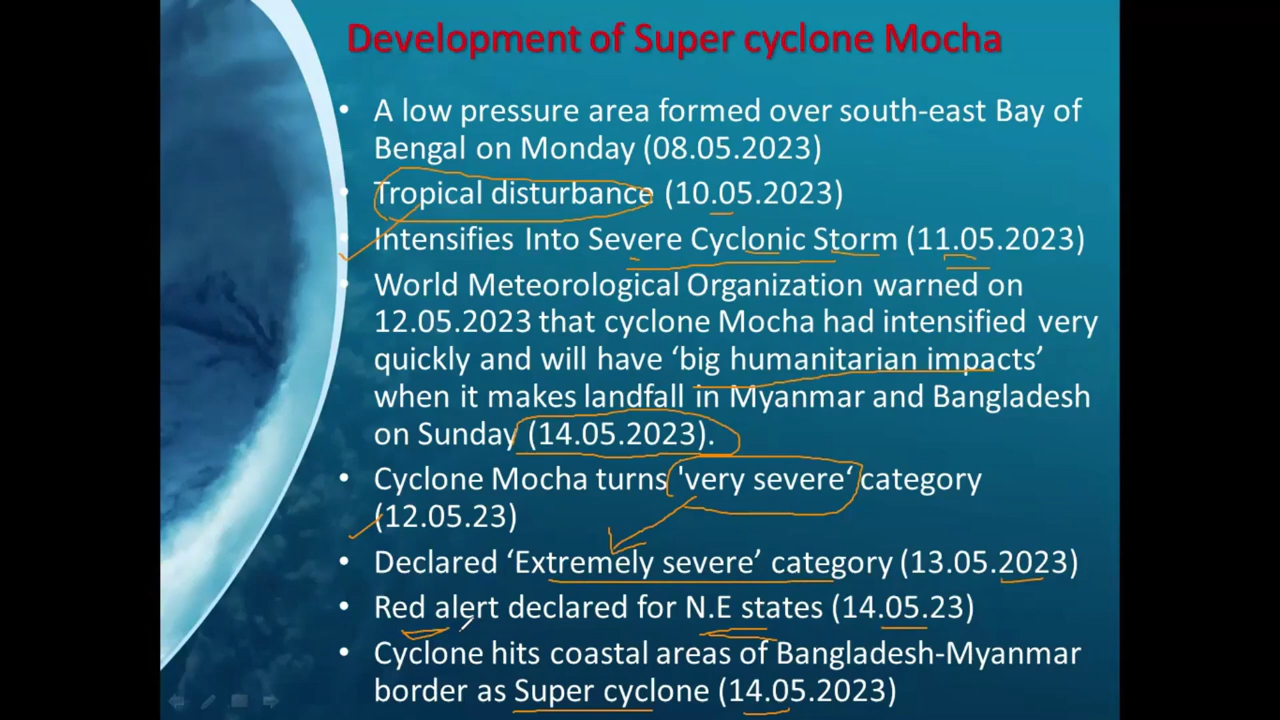 Development of Super cyclone Mocha
• A low pressure area formed over south-east Bay of
Bengal on Monday (08.05.2023)
• Tropical disturbance (10.05.2023)
• Intensifies Into Severe Cyclonic Storm (11.05.2023)
• World Meteorological Organization warned on
12.05.2023 that cyclone Mocha had intensified very
quickly and will have ‘big humanitarian impacts’
when it makes landfall in Myanmar and Bangladesh
on Sunday (14.05.2023).
• Cyclone Mocha turns 'very severe‘ category
(12.05.23)
• Declared ‘Extremely severe’ category (13.05.2023)
• Red alert declared for N.E states (14.05.23)
• Cyclone hits coastal areas of Bangladesh-Myanmar
border as Super cyclone (14.05.2023)